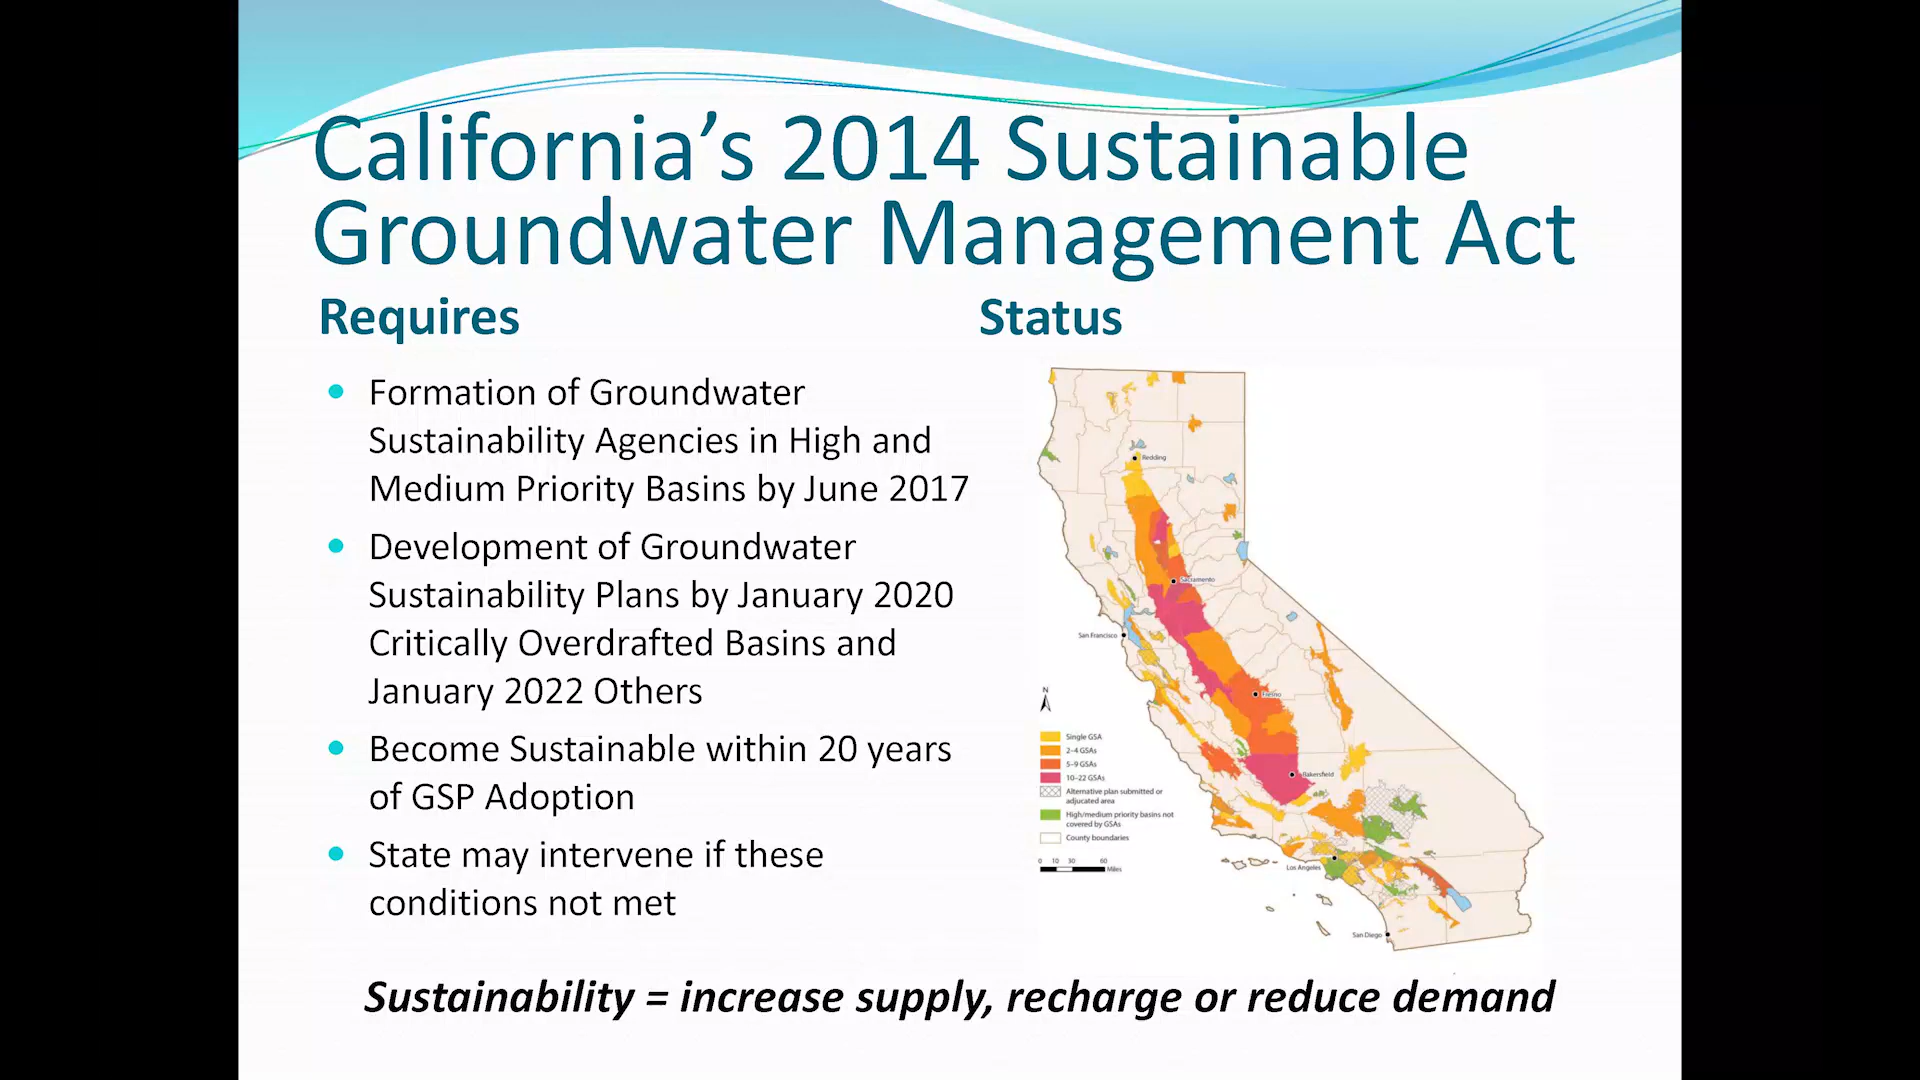 California’s 2014 Sustainable
Groundwater Management Act
Requires
Formation of Groundwater
Sustainability Agencies in High and
Medium Priority Basins by June 2017
Development of Groundwater
Sustainability Plans by January 2020
Critically Overdrafted Basins and
January 2022 Others
Become Sustainable within 20 years
of GSP Adoption
State may intervene if these
conditions not met
Status
Redding
Sacramento
San Francisco
Fresno
Bakersfield
Los Angeles
San Diego
N
Single GSA
2–4 GSAs
5–9 GSAs
10–22 GSAs
Alternative plan submitted or
adjucated area
High/medium priority basins not
covered by GSAs
County boundaries
0 10 30 60
Miles
Sustainability = increase supply, recharge or reduce demand